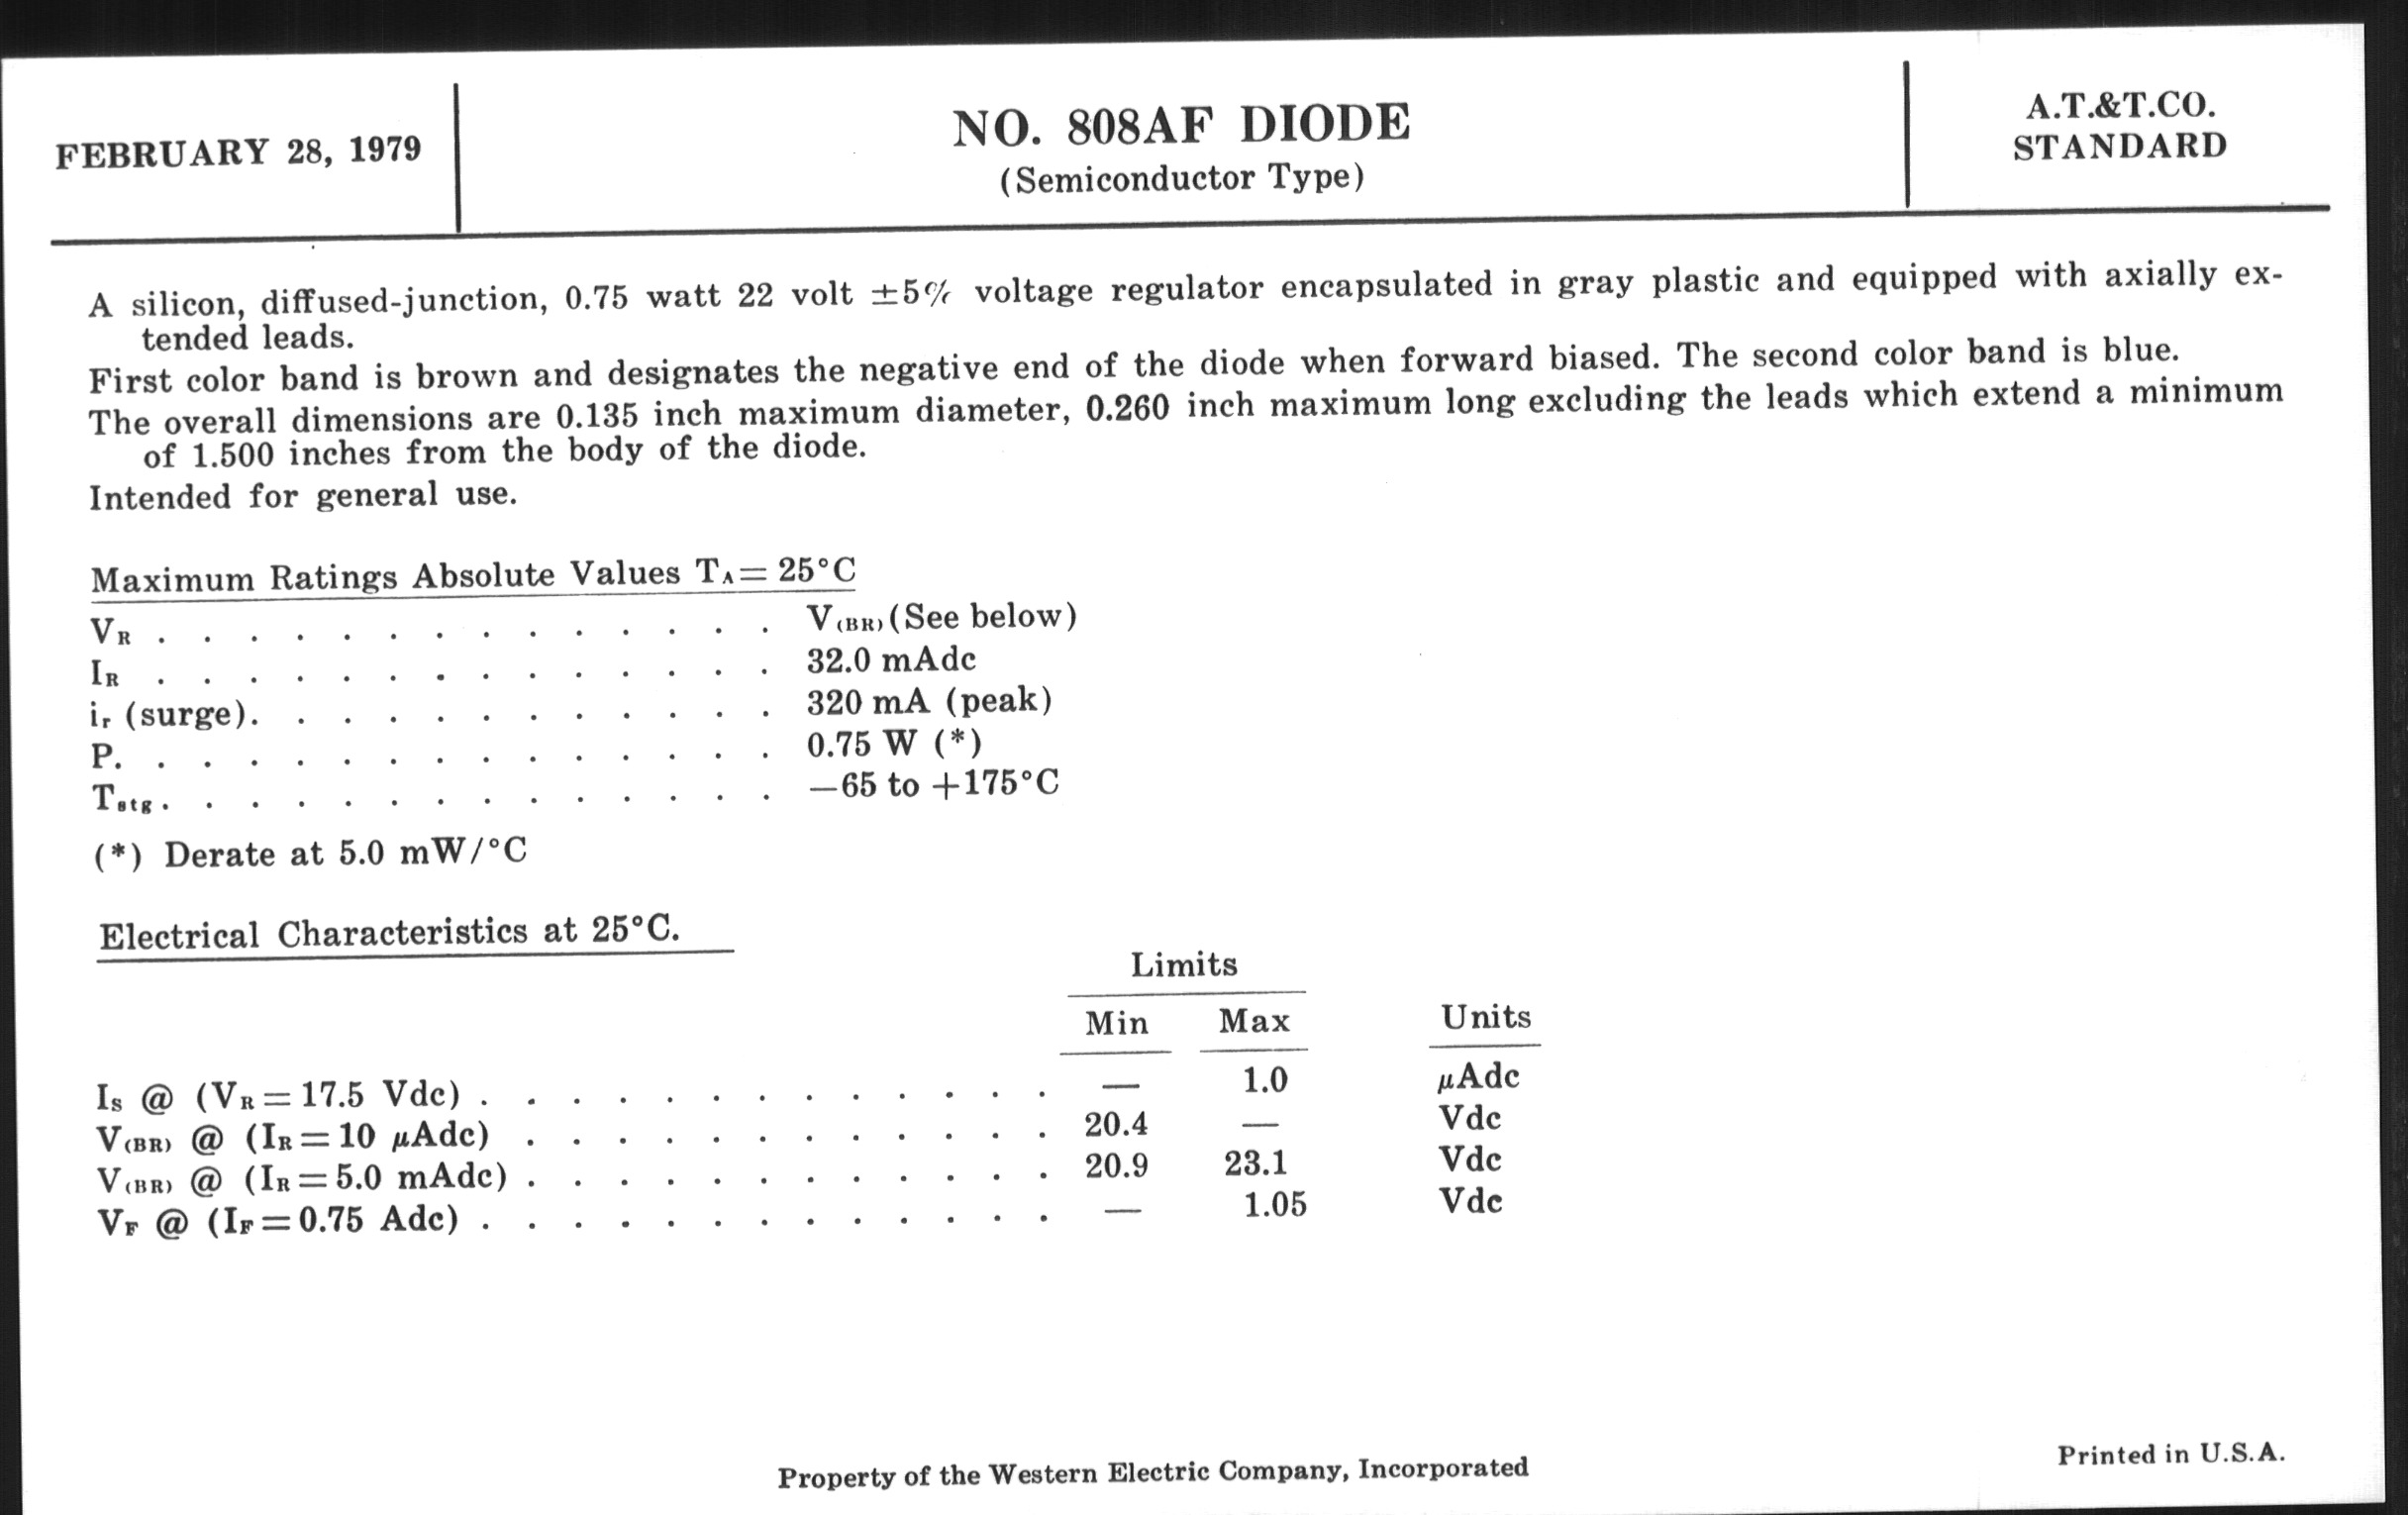 FEBRUARY 28, 1979
NO. 808AF DIODE
(Semiconductor Type)
A.T.&T.CO.
STANDARD
A silicon, diffused-junction, 0.75 watt 22 volt ±5% voltage regulator encapsulated in gray plastic and equipped with axially ex-
tended leads.
First color band is brown and designates the negative end of the diode when forward biased. The second color band is blue.
The overall dimensions are 0.135 inch maximum diameter, 0.260 inch maximum long excluding the leads which extend a minimum
of 1.500 inches from the body of the diode.
Intended for general use.
Maximum Ratings Absolute Values TA= 25°C
VR . . . . . . . . . . . . . . V(BR) (See below)
IR . . . . . . . . . . . . . . 32.0 mAdc
ir (surge). . . . . . . . . . . . 320 mA (peak)
P. . . . . . . . . . . . . . . 0.75 W (*)
Tstg . . . . . . . . . . . . . . —65 to +175°C
(*) Derate at 5.0 mW/°C
Electrical Characteristics at 25°C.
Limits
Min Max Units
Is @ (VR=17.5 Vdc) . . . . . . . . . . . . . — 1.0 μAdc
V(BR) @ (IR=10 μAdc) . . . . . . . . . . . . 20.4 — Vdc
V(BR) @ (IR=5.0 mAdc) . . . . . . . . . . . . 20.9 23.1 Vdc
VF @ (IF=0.75 Adc) . . . . . . . . . . . . . — 1.05 Vdc
Property of the Western Electric Company, Incorporated
Printed in U.S.A.